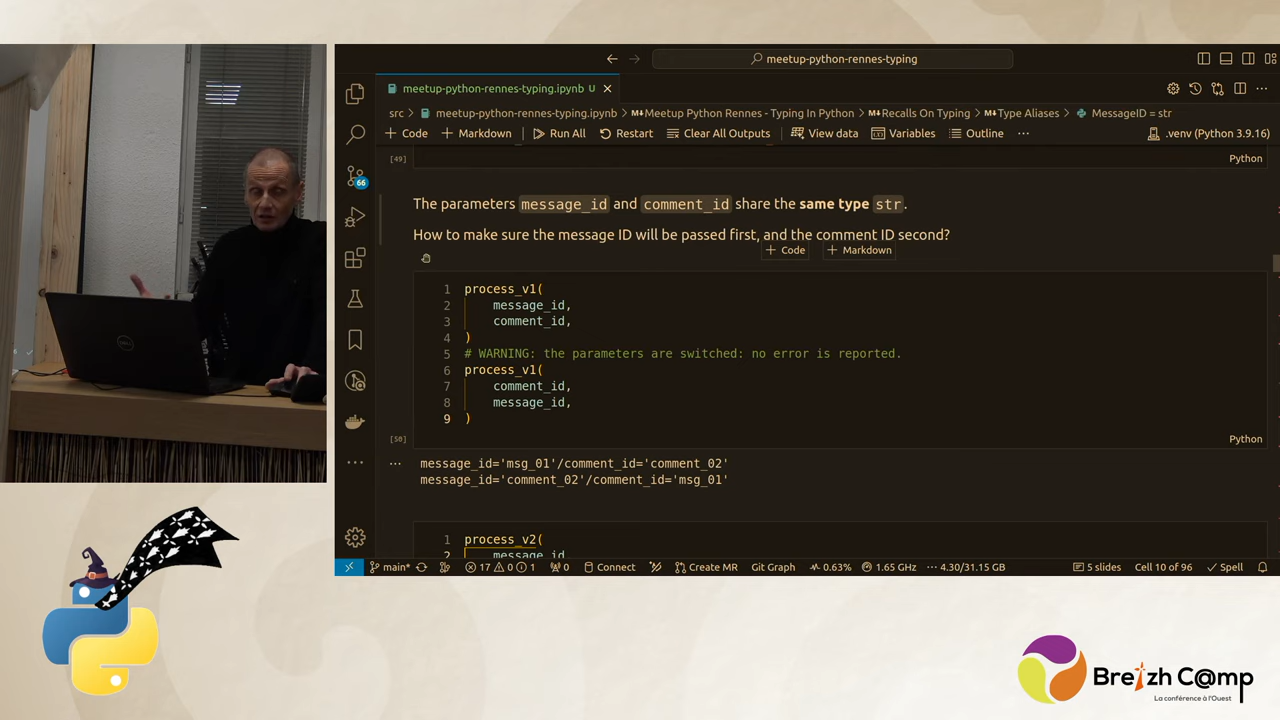 meetup-python-rennes-typing
meetup-python-rennes-typing.ipynb U
src > meetup-python-rennes-typing.ipynb > M↓Meetup Python Rennes - Typing In Python > M↓Recalls On Typing > M↓Type Aliases > MessageID = str
+ Code + Markdown Run All Restart Clear All Outputs View data Variables Outline ... .venv (Python 3.9.16)
[49] Python
The parameters message_id and comment_id share the same type str.
How to make sure the message ID will be passed first, and the comment ID second?
+ Code + Markdown
1 process_v1(
2 message_id,
3 comment_id,
4 )
5 # WARNING: the parameters are switched: no error is reported.
6 process_v1(
7 comment_id,
8 message_id,
9 )
[50] Python
... message_id='msg_01'/comment_id='comment_02'
message_id='comment_02'/comment_id='msg_01'
1 process_v2(
2 message_id,
66
DELL
main* 17 0 1 0 Connect Create MR Git Graph 0.63% 1.65 GHz 4.30/31.15 GB 5 slides Cell 10 of 96 Spell
Breizh C@mp
La conférence à l'Ouest